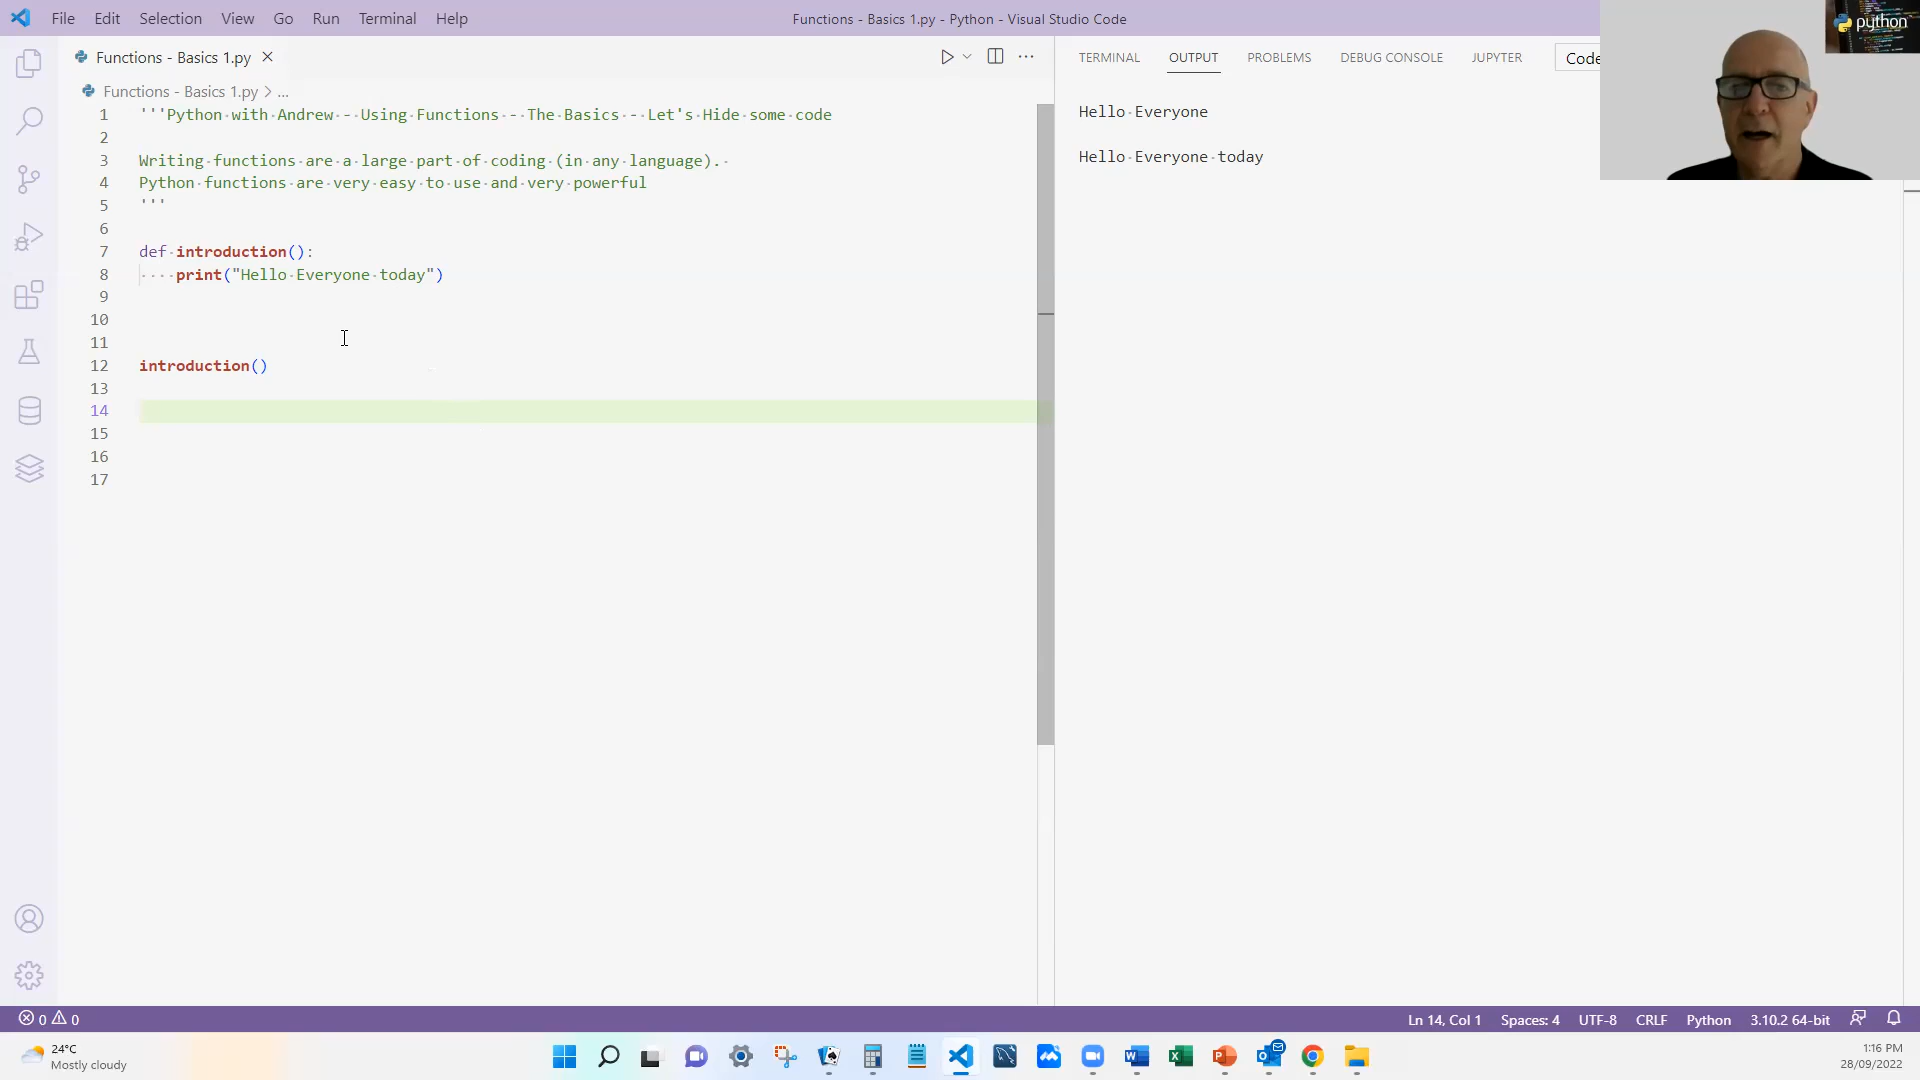 File Edit Selection View Go Run Terminal Help
Functions - Basics 1.py - Python - Visual Studio Code
python
Functions - Basics 1.py
TERMINAL OUTPUT PROBLEMS DEBUG CONSOLE JUPYTER Code
Functions - Basics 1.py > ...
1 '''Python with Andrew - Using Functions - The Basics - Let's Hide some code
2
3 Writing functions are a large part of coding (in any language).
4 Python functions are very easy to use and very powerful
5 '''
6
7 def introduction():
8 print("Hello Everyone today")
9
10
11
12 introduction()
13
14
15
16
17
Hello Everyone
Hello Everyone today
0 0
Ln 14, Col 1 Spaces: 4 UTF-8 CRLF Python 3.10.2 64-bit
24°C
Mostly cloudy
1:16 PM
28/09/2022